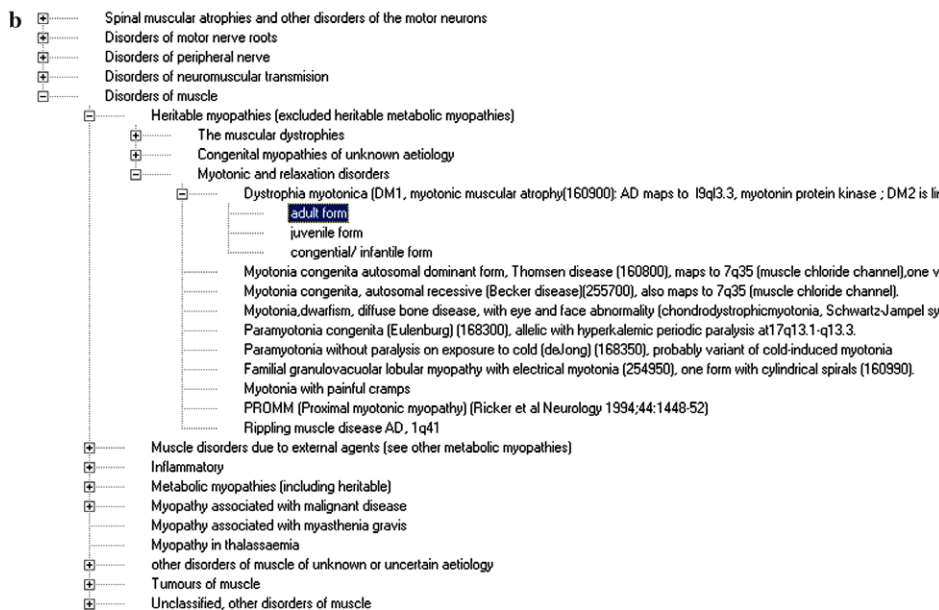 b
Spinal muscular atrophies and other disorders of the motor neurons
Disorders of motor nerve roots
Disorders of peripheral nerve
Disorders of neuromuscular transmision
Disorders of muscle
Heritable myopathies (excluded heritable metabolic myopathies)
The muscular dystrophies
Congenital myopathies of unknown aetiology
Myotonic and relaxation disorders
Dystrophia myotonica (DM1, myotonic muscular atrophy(160900): AD maps to l9ql3.3, myotonin protein kinase ; DM2 is lin
adult form
juvenile form
congential/ infantile form
Myotonia congenita autosomal dominant form, Thomsen disease (160800), maps to 7q35 (muscle chloride channel),one v
Myotonia congenita, autosomal recessive (Becker disease)(255700), also maps to 7q35 (muscle chloride channel).
Myotonia,dwarfism, diffuse bone disease, with eye and face abnormality (chondrodystrophicmyotonia, Schwartz-Jampel sy
Paramyotonia congenita (Eulenburg) (168300), allelic with hyperkalemic periodic paralysis at17q13.1-q13.3.
Paramyotonia without paralysis on exposure to cold (deJong) (168350), probably variant of cold-induced myotonia
Familial granulovacuolar lobular myopathy with electrical myotonia (254950), one form with cylindrical spirals (160990).
Myotonia with painful cramps
PROMM (Proximal myotonic myopathy) (Ricker et al Neurology 1994;44:1448-52)
Rippling muscle disease AD, 1q41
Muscle disorders due to external agents (see other metabolic myopathies)
Inflammatory
Metabolic myopathies (including heritable)
Myopathy associated with malignant disease
Myopathy associated with myasthenia gravis
Myopathy in thalassaemia
other disorders of muscle of unknown or uncertain aetiology
Tumours of muscle
Unclassified, other disorders of muscle